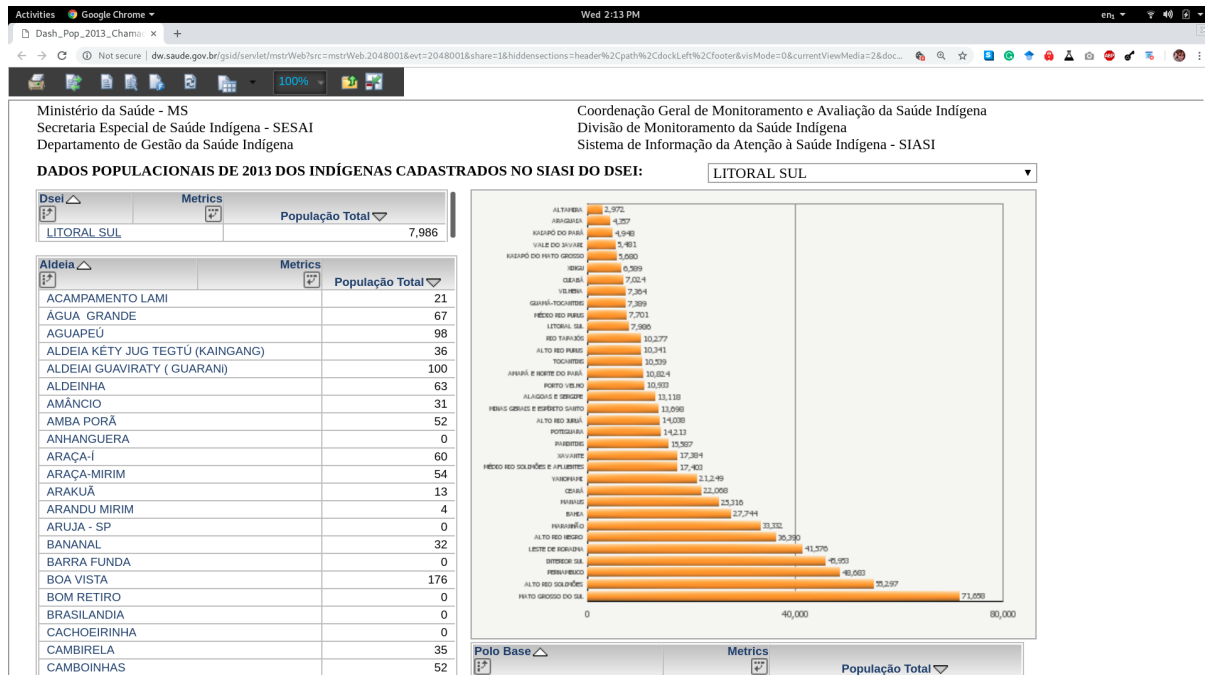 Activities Google Chrome Wed 2:13 PM en₁
Dash_Pop_2013_Chama
Not secure | dw.saude.gov.br/gsid/servlet/mstrWeb?src=mstrWeb.2048001&evt=2048001&share=1&hiddensections=header%2Cpath%2CdockLeft%2Cfooter&visMode=0&currentViewMedia=2&doc...
100%
Ministério da Saúde - MS
Secretaria Especial de Saúde Indígena - SESAI
Departamento de Gestão da Saúde Indígena
Coordenação Geral de Monitoramento e Avaliação da Saúde Indígena
Divisão de Monitoramento da Saúde Indígena
Sistema de Informação da Atenção à Saúde Indígena - SIASI
DADOS POPULACIONAIS DE 2013 DOS INDÍGENAS CADASTRADOS NO SIASI DO DSEI: LITORAL SUL
Dsei Metrics
População Total
LITORAL SUL 7,986
Aldeia Metrics
População Total
ACAMPAMENTO LAMI 21
ÁGUA GRANDE 67
AGUAPEÚ 98
ALDEIA KÉTY JUG TEGTÚ (KAINGANG) 36
ALDEIAI GUAVIRATY ( GUARANi) 100
ALDEINHA 63
AMÂNCIO 31
AMBA PORÃ 52
ANHANGUERA 0
ARAÇA-Í 60
ARAÇA-MIRIM 54
ARAKUÃ 13
ARANDU MIRIM 4
ARUJA - SP 0
BANANAL 32
BARRA FUNDA 0
BOA VISTA 176
BOM RETIRO 0
BRASILANDIA 0
CACHOEIRINHA 0
CAMBIRELA 35
CAMBOINHAS 52
ALTAMIRA 2,972
ARAGUAIA 4,357
KAIAPÓ DO PARÁ 4,948
VALE DO JAVARI 5,481
KAIAPÓ DO MATO GROSSO 5,680
XINGU 6,589
CUIABÁ 7,024
VILHENA 7,364
GUAMÁ-TOCANTINS 7,389
MÉDIO RIO PURUS 7,701
LITORAL SUL 7,986
RIO TAPAJÓS 10,277
ALTO RIO PURUS 10,341
TOCANTINS 10,539
AMAPÁ E NORTE DO PARÁ 10,824
PORTO VELHO 10,933
ALAGOAS E SERGIPE 13,118
MINAS GERAIS E ESPÍRITO SANTO 13,698
ALTO RIO JURUÁ 14,038
POTIGUARA 14,213
PARINTINS 15,587
XAVANTE 17,384
MÉDIO RIO SOLIMÕES E AFLUENTES 17,403
YANOMAMI 21,249
CEARÁ 22,068
MANAUS 25,316
BAHIA 27,744
MARANHÃO 33,332
ALTO RIO NEGRO 36,390
LESTE DE RORAIMA 41,576
INTERIOR SUL 45,953
PERNAMBUCO 48,683
ALTO RIO SOLIMÕES 55,297
MATO GROSSO DO SUL 71,658
0 40,000 80,000
Polo Base Metrics
População Total